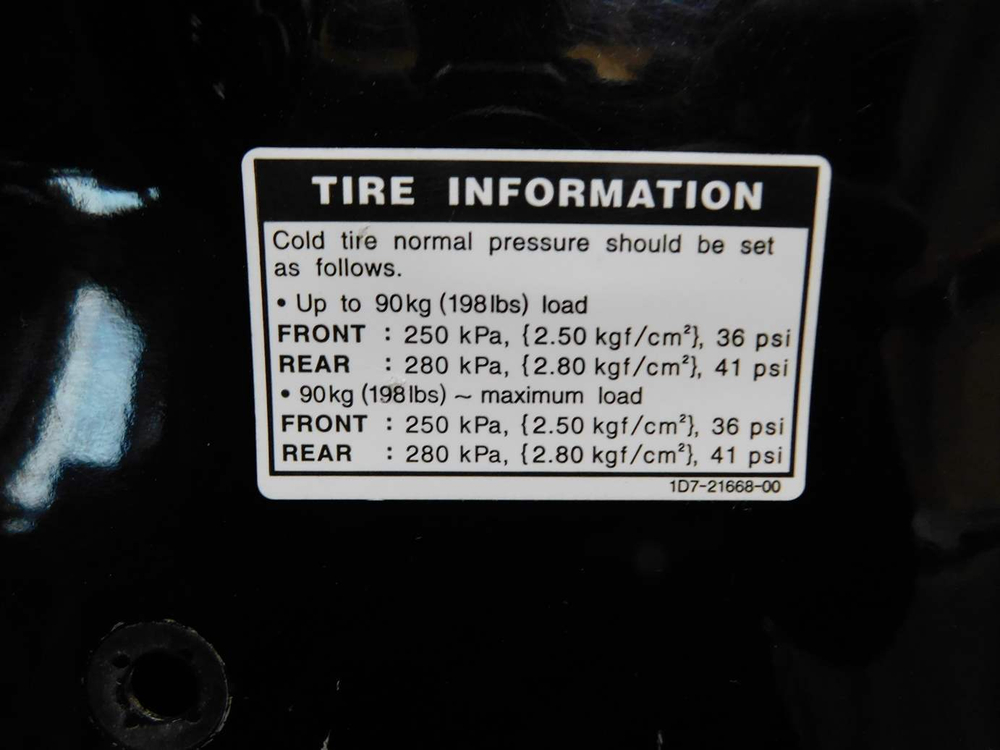 TIRE INFORMATION
Cold tire normal pressure should be set
as follows.
• Up to 90kg (198lbs) load
FRONT : 250 kPa, {2.50 kgf/cm²}, 36 psi
REAR : 280 kPa, {2.80 kgf/cm²}, 41 psi
• 90kg (198lbs) ~ maximum load
FRONT : 250 kPa, {2.50 kgf/cm²}, 36 psi
REAR : 280 kPa, {2.80 kgf/cm²}, 41 psi
1D7-21668-00